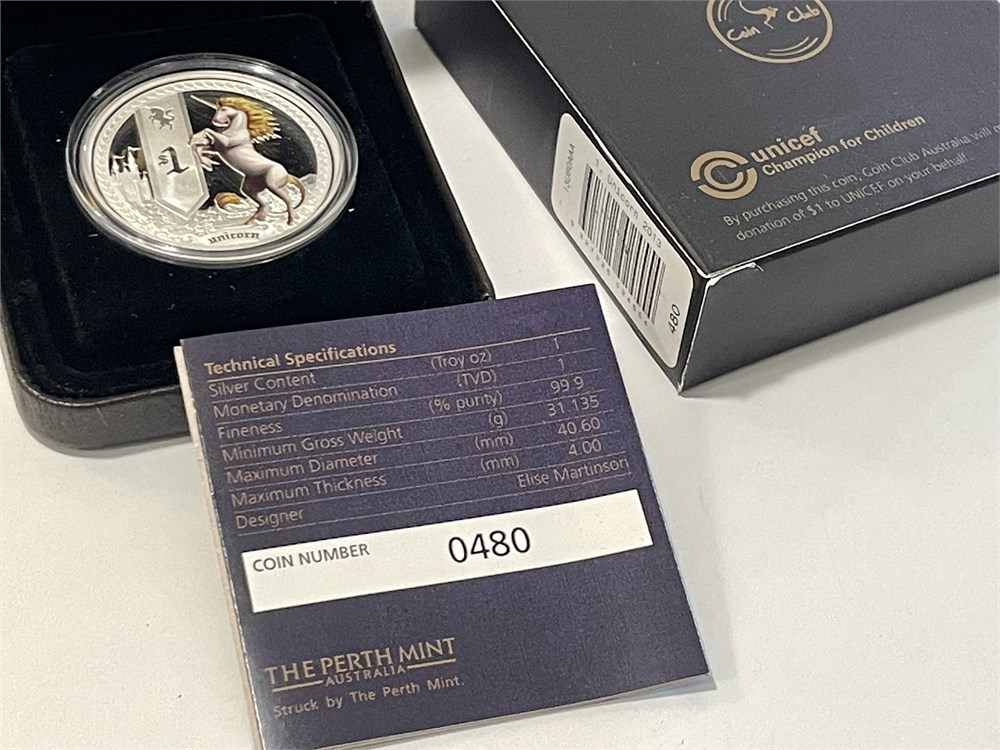 unicorn
Coin Club
unicef
Champion for Children
By purchasing this coin, Coin Club Australia will
donation of $1 to UNICEF on your behalf.
1 unicorn 2013
480
Technical Specifications
Silver Content (Troy oz) 1
Monetary Denomination (TVD) 1
Fineness (% purity) 99.9
Minimum Gross Weight (g) 31.135
Maximum Diameter (mm) 40.60
Maximum Thickness (mm) 4.00
Designer Elise Martinson
COIN NUMBER 0480
THE PERTH MINT
AUSTRALIA
Struck by The Perth Mint.